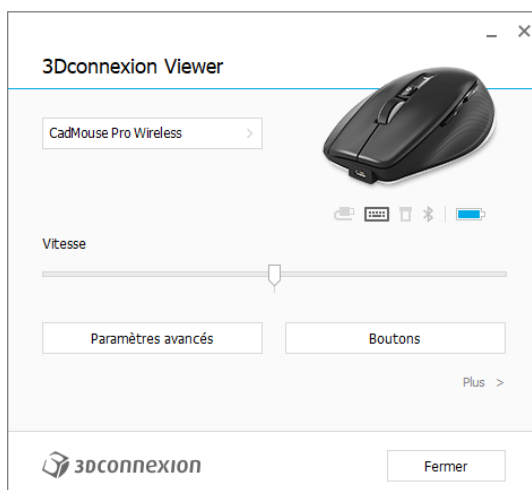 3Dconnexion Viewer
CadMouse Pro Wireless
Vitesse
Paramètres avancés
Boutons
Plus >
3Dconnexion
Fermer